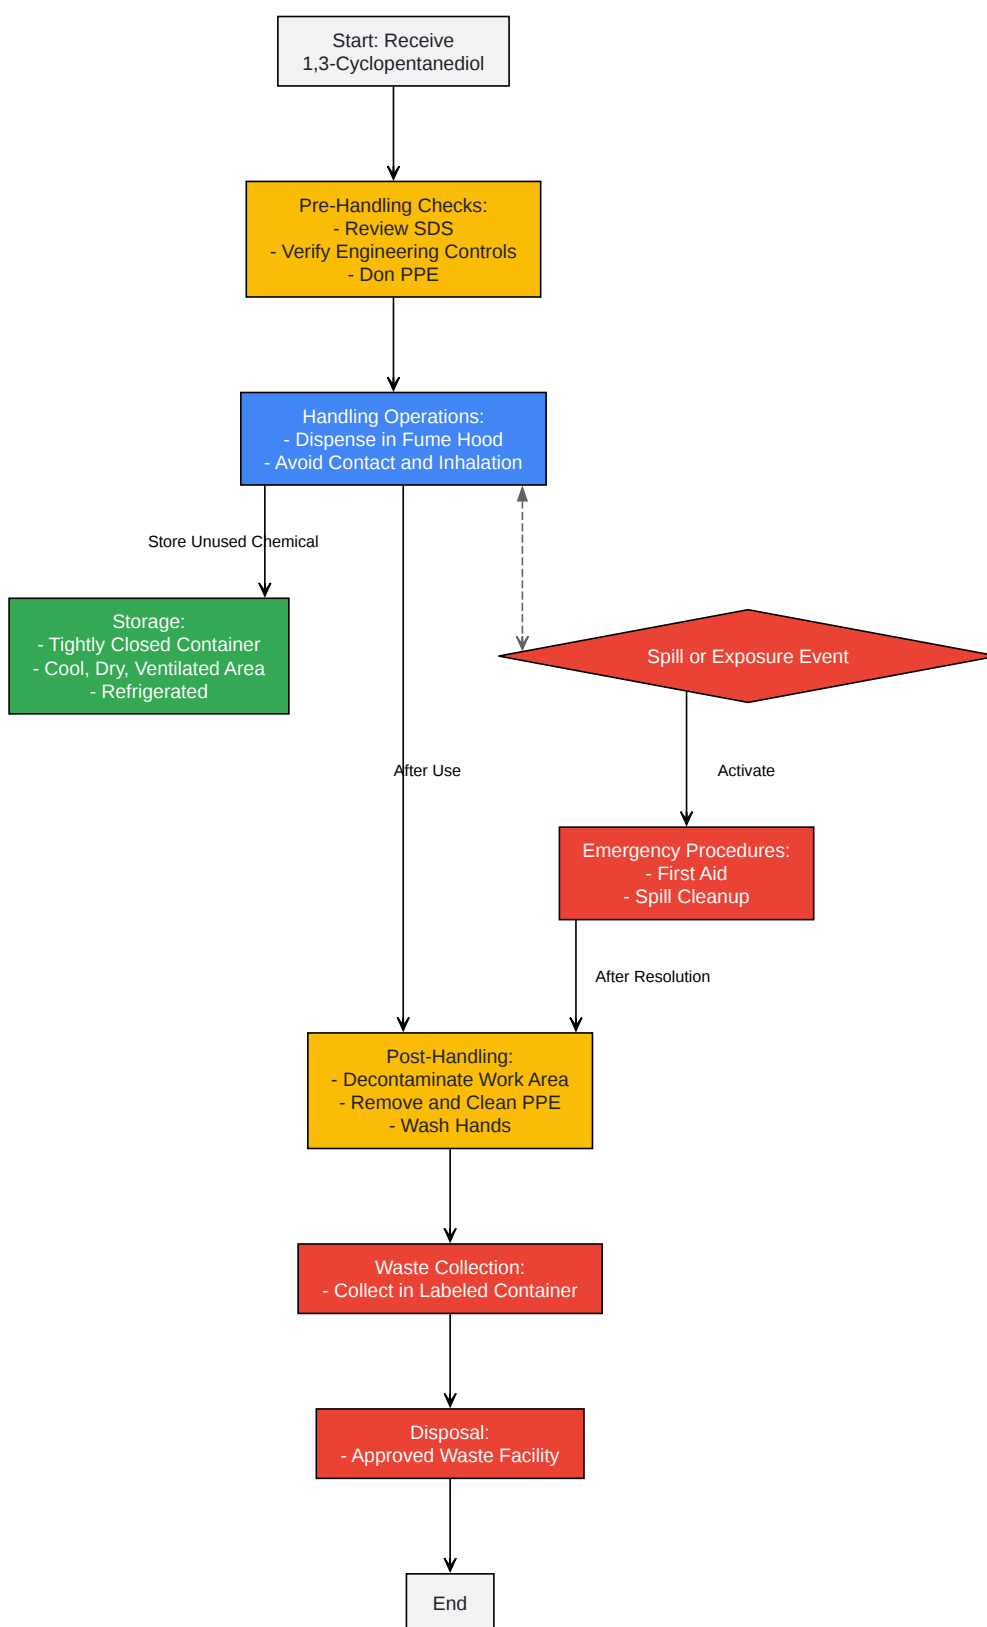 Start: Receive
1,3-Cyclopentanediol
Pre-Handling Checks:
- Review SDS
- Verify Engineering Controls
- Don PPE
Handling Operations:
- Dispense in Fume Hood
- Avoid Contact and Inhalation
Store Unused Chemical
Storage:
- Tightly Closed Container
- Cool, Dry, Ventilated Area
- Refrigerated
Spill or Exposure Event
After Use
Activate
Emergency Procedures:
- First Aid
- Spill Cleanup
After Resolution
Post-Handling:
- Decontaminate Work Area
- Remove and Clean PPE
- Wash Hands
Waste Collection:
- Collect in Labeled Container
Disposal:
- Approved Waste Facility
End